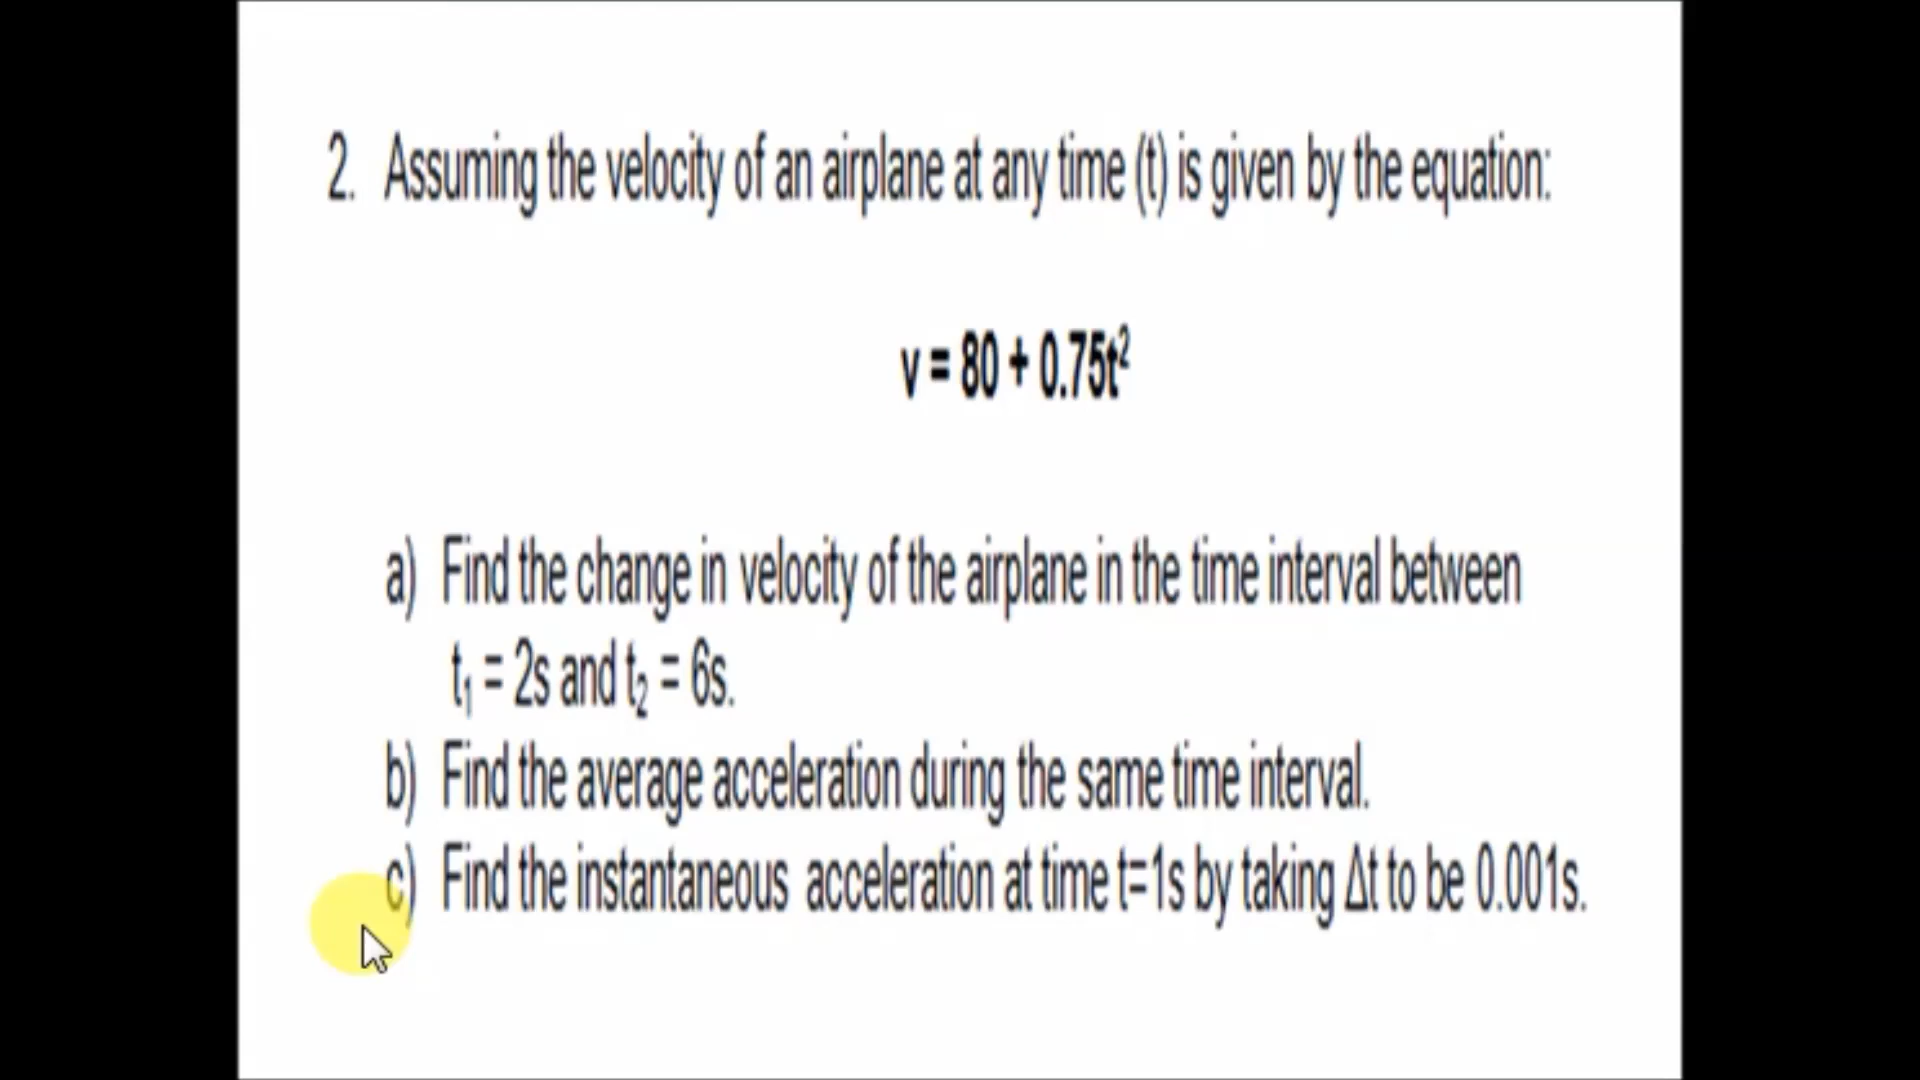 2. Assuming the velocity of an airplane at any time (t) is given by the equation:
v = 80 + 0.75t²
a) Find the change in velocity of the airplane in the time interval between
t₁ = 2s and t₂ = 6s.
b) Find the average acceleration during the same time interval.
c) Find the instantaneous acceleration at time t=1s by taking Δt to be 0.001s.